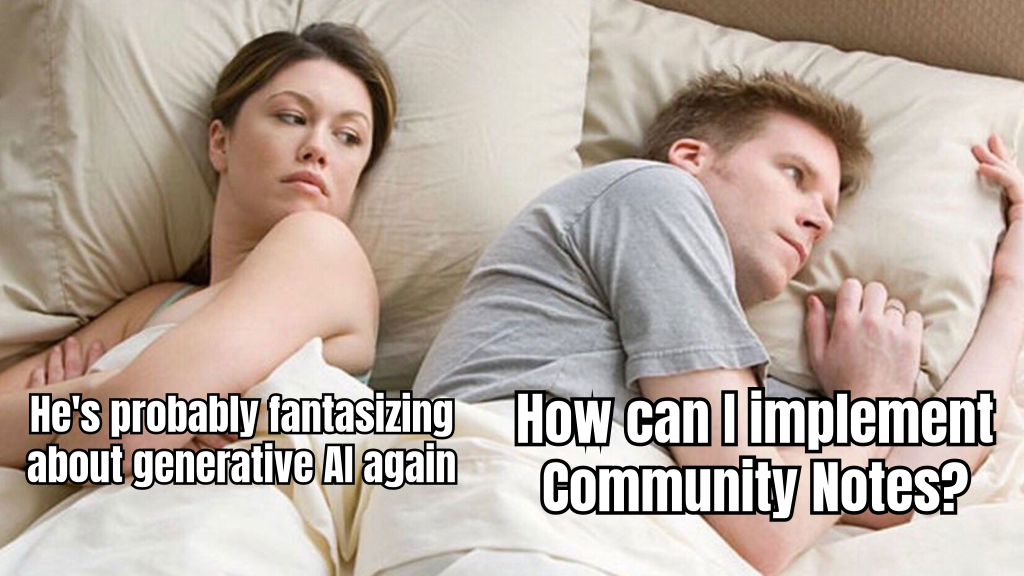 He's probably fantasizing
about generative AI again
How can I implement
Community Notes?